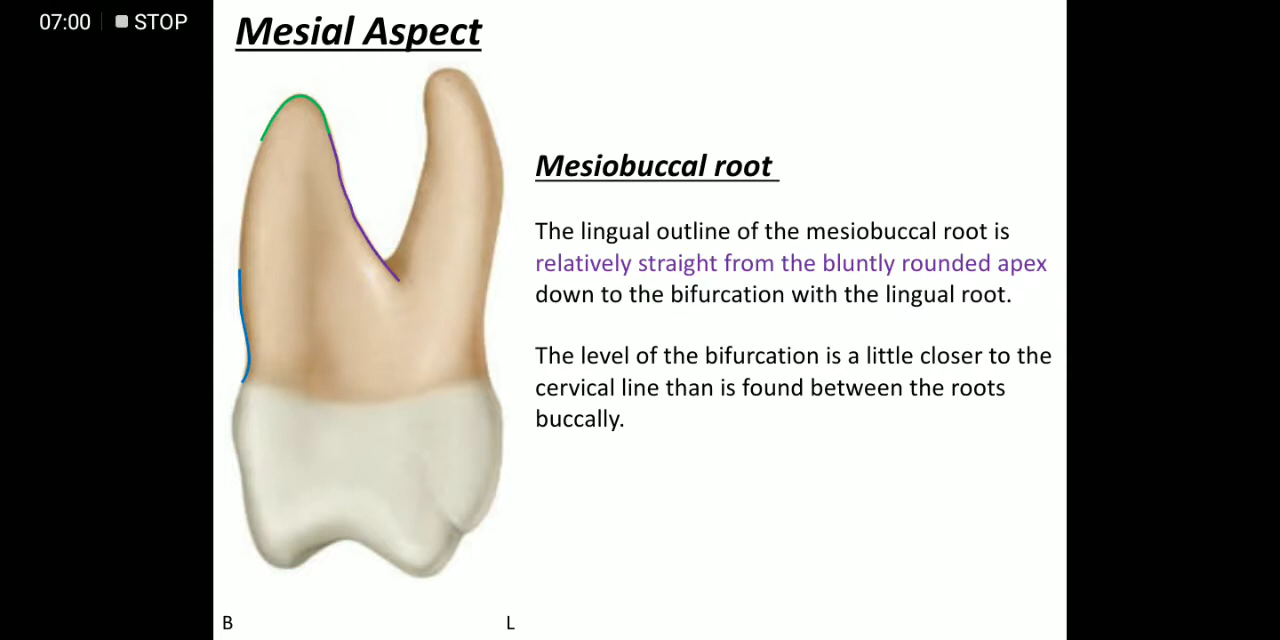 07:00 STOP
Mesial Aspect
Mesiobuccal root
The lingual outline of the mesiobuccal root is
relatively straight from the bluntly rounded apex
down to the bifurcation with the lingual root.
The level of the bifurcation is a little closer to the
cervical line than is found between the roots
buccally.
B L